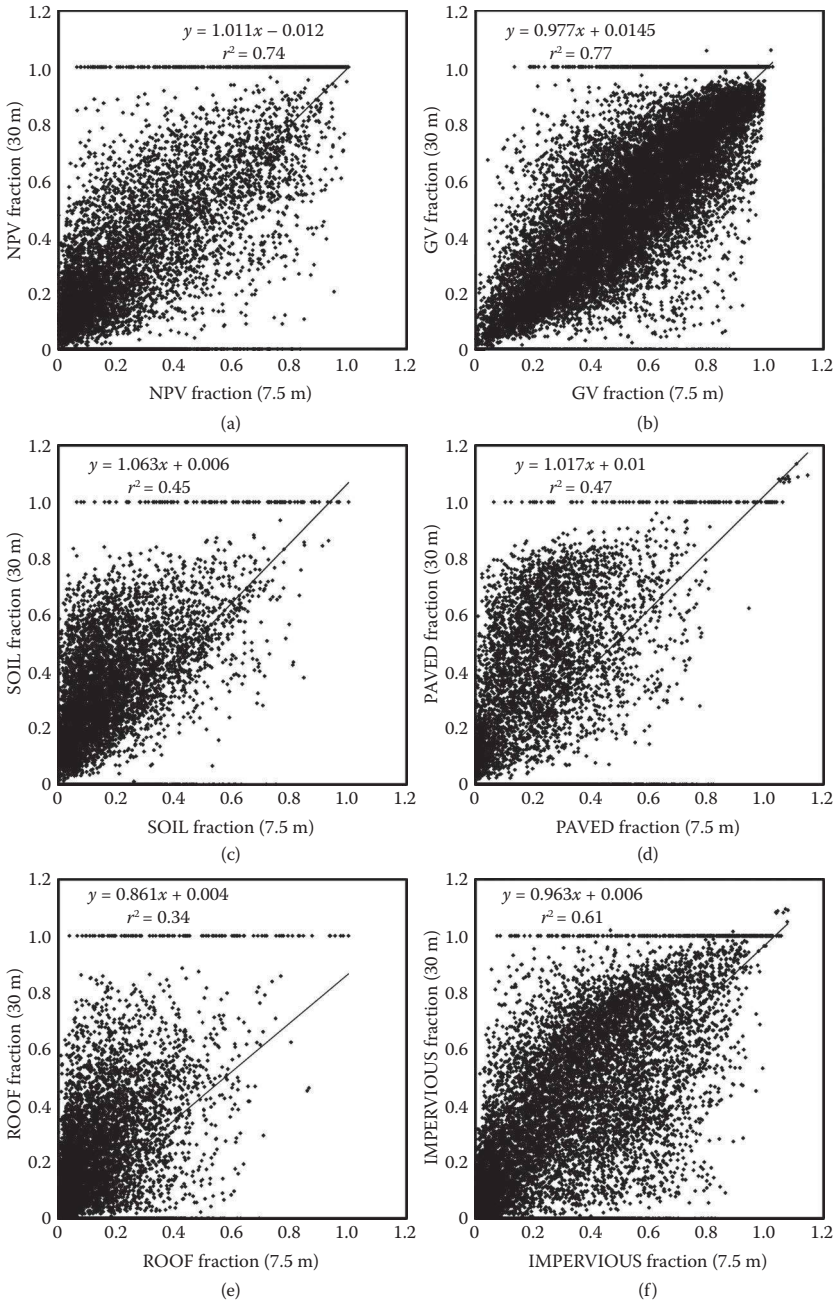 1.2
1.0
0.8
0.6
0.4
0.2
0
NPV fraction (30 m)
y = 1.011x − 0.012
r² = 0.74
0 0.2 0.4 0.6 0.8 1.0 1.2
NPV fraction (7.5 m)
(a)
1.2
1.0
0.8
0.6
0.4
0.2
0
GV fraction (30 m)
y = 0.977x + 0.0145
r² = 0.77
0 0.2 0.4 0.6 0.8 1.0 1.2
GV fraction (7.5 m)
(b)
1.2
1.0
0.8
0.6
0.4
0.2
0
SOIL fraction (30 m)
y = 1.063x + 0.006
r² = 0.45
0 0.2 0.4 0.6 0.8 1.0 1.2
SOIL fraction (7.5 m)
(c)
1.2
1.0
0.8
0.6
0.4
0.2
0
PAVED fraction (30 m)
y = 1.017x + 0.01
r² = 0.47
0 0.2 0.4 0.6 0.8 1.0 1.2
PAVED fraction (7.5 m)
(d)
1.2
1.0
0.8
0.6
0.4
0.2
0
ROOF fraction (30 m)
y = 0.861x + 0.004
r² = 0.34
0 0.2 0.4 0.6 0.8 1.0 1.2
ROOF fraction (7.5 m)
(e)
1.2
1.0
0.8
0.6
0.4
0.2
0
IMPERVIOUS fraction (30 m)
y = 0.963x + 0.006
r² = 0.61
0 0.2 0.4 0.6 0.8 1.0 1.2
IMPERVIOUS fraction (7.5 m)
(f)